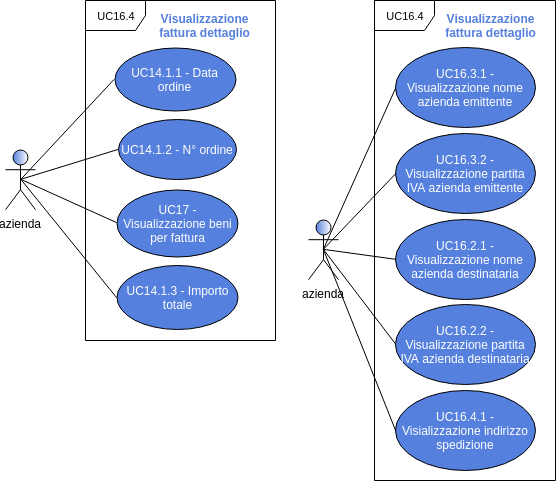 UC16.4
Visualizzazione
fattura dettaglio
UC14.1.1 - Data
ordine
UC14.1.2 - N° ordine
UC17 -
Visualizzazione beni
per fattura
UC14.1.3 - Importo
totale
azienda
UC16.4
Visualizzazione
fattura dettaglio
UC16.3.1 -
Visualizzazione nome
azienda emittente
UC16.3.2 -
Visualizzazione partita
IVA azienda emittente
UC16.2.1 -
Visualizzazione nome
azienda destinataria
UC16.2.2 -
Visualizzazione partita
IVA azienda destinataria
UC16.4.1 -
Visializzazione indirizzo
spedizione
azienda